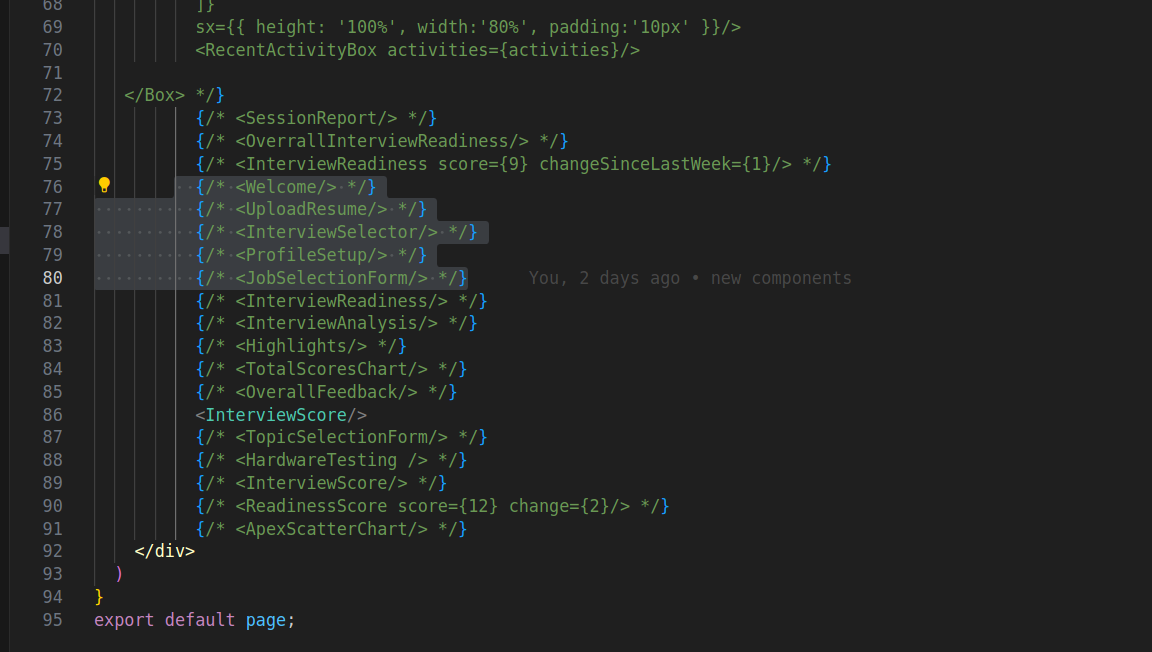 68 ]}
69 sx={{ height: '100%', width:'80%', padding:'10px' }}/>
70 <RecentActivityBox activities={activities}/>
71
72 </Box> */}
73 {/* <SessionReport/> */}
74 {/* <OverrallInterviewReadiness/> */}
75 {/* <InterviewReadiness score={9} changeSinceLastWeek={1}/> */}
76 {/* <Welcome/> */}
77 {/* <UploadResume/> */}
78 {/* <InterviewSelector/> */}
79 {/* <ProfileSetup/> */}
80 {/* <JobSelectionForm/> */} You, 2 days ago • new components
81 {/* <InterviewReadiness/> */}
82 {/* <InterviewAnalysis/> */}
83 {/* <Highlights/> */}
84 {/* <TotalScoresChart/> */}
85 {/* <OverallFeedback/> */}
86 <InterviewScore/>
87 {/* <TopicSelectionForm/> */}
88 {/* <HardwareTesting /> */}
89 {/* <InterviewScore/> */}
90 {/* <ReadinessScore score={12} change={2}/> */}
91 {/* <ApexScatterChart/> */}
92 </div>
93 )
94 }
95 export default page;